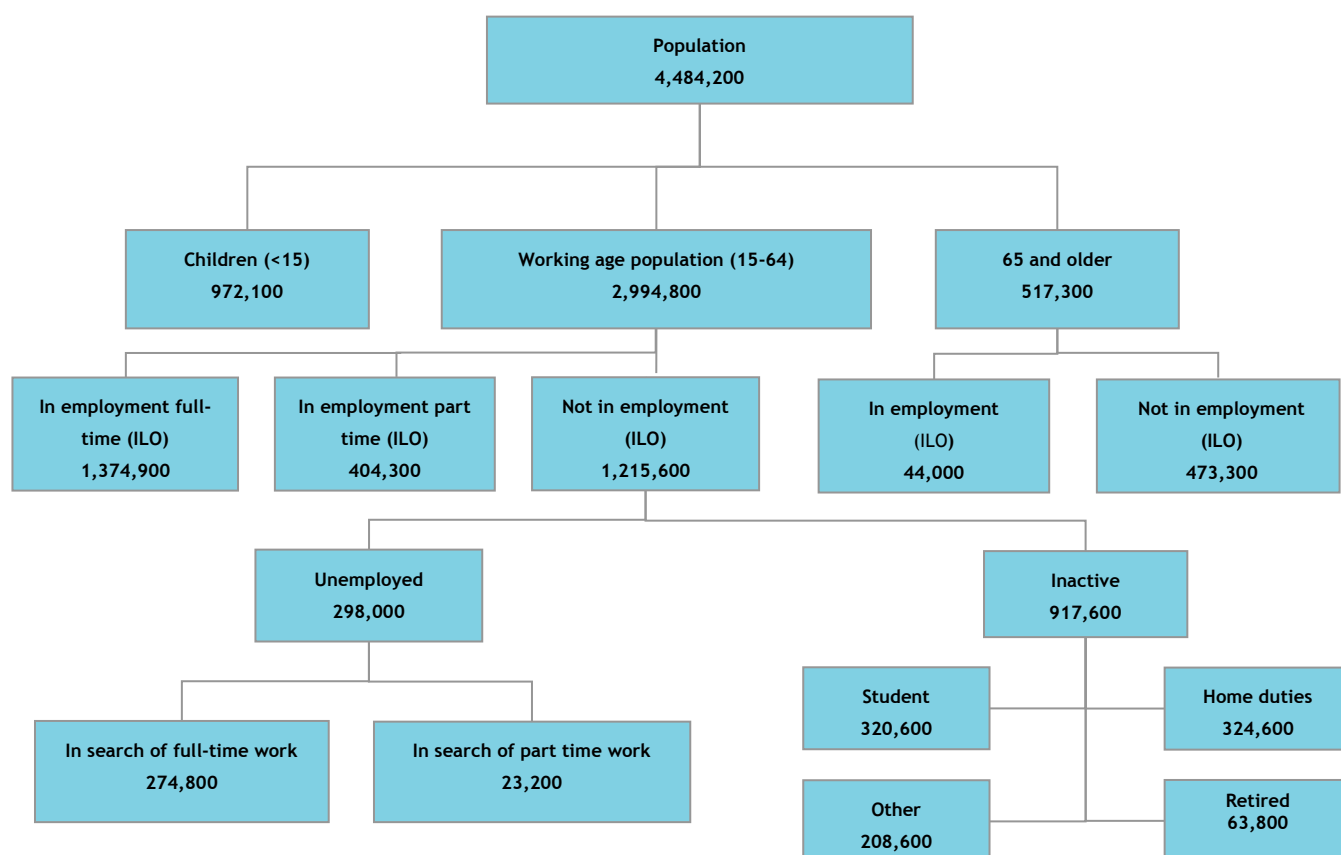 Population
4,484,200
Children (<15)
972,100
Working age population (15-64)
2,994,800
65 and older
517,300
In employment full-
time (ILO)
1,374,900
In employment part
time (ILO)
404,300
Not in employment
(ILO)
1,215,600
In employment
(ILO)
44,000
Not in employment
(ILO)
473,300
Unemployed
298,000
Inactive
917,600
In search of full-time work
274,800
In search of part time work
23,200
Student
320,600
Home duties
324,600
Other
208,600
Retired
63,800